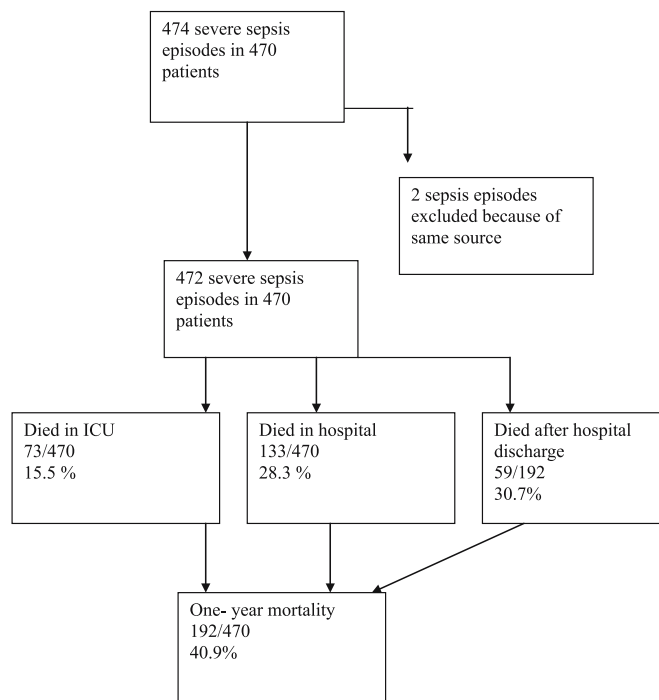 474 severe sepsis
episodes in 470
patients
2 sepsis episodes
excluded because of
same source
472 severe sepsis
episodes in 470
patients
Died in ICU
73/470
15.5 %
Died in hospital
133/470
28.3 %
Died after hospital
discharge
59/192
30.7%
One- year mortality
192/470
40.9%